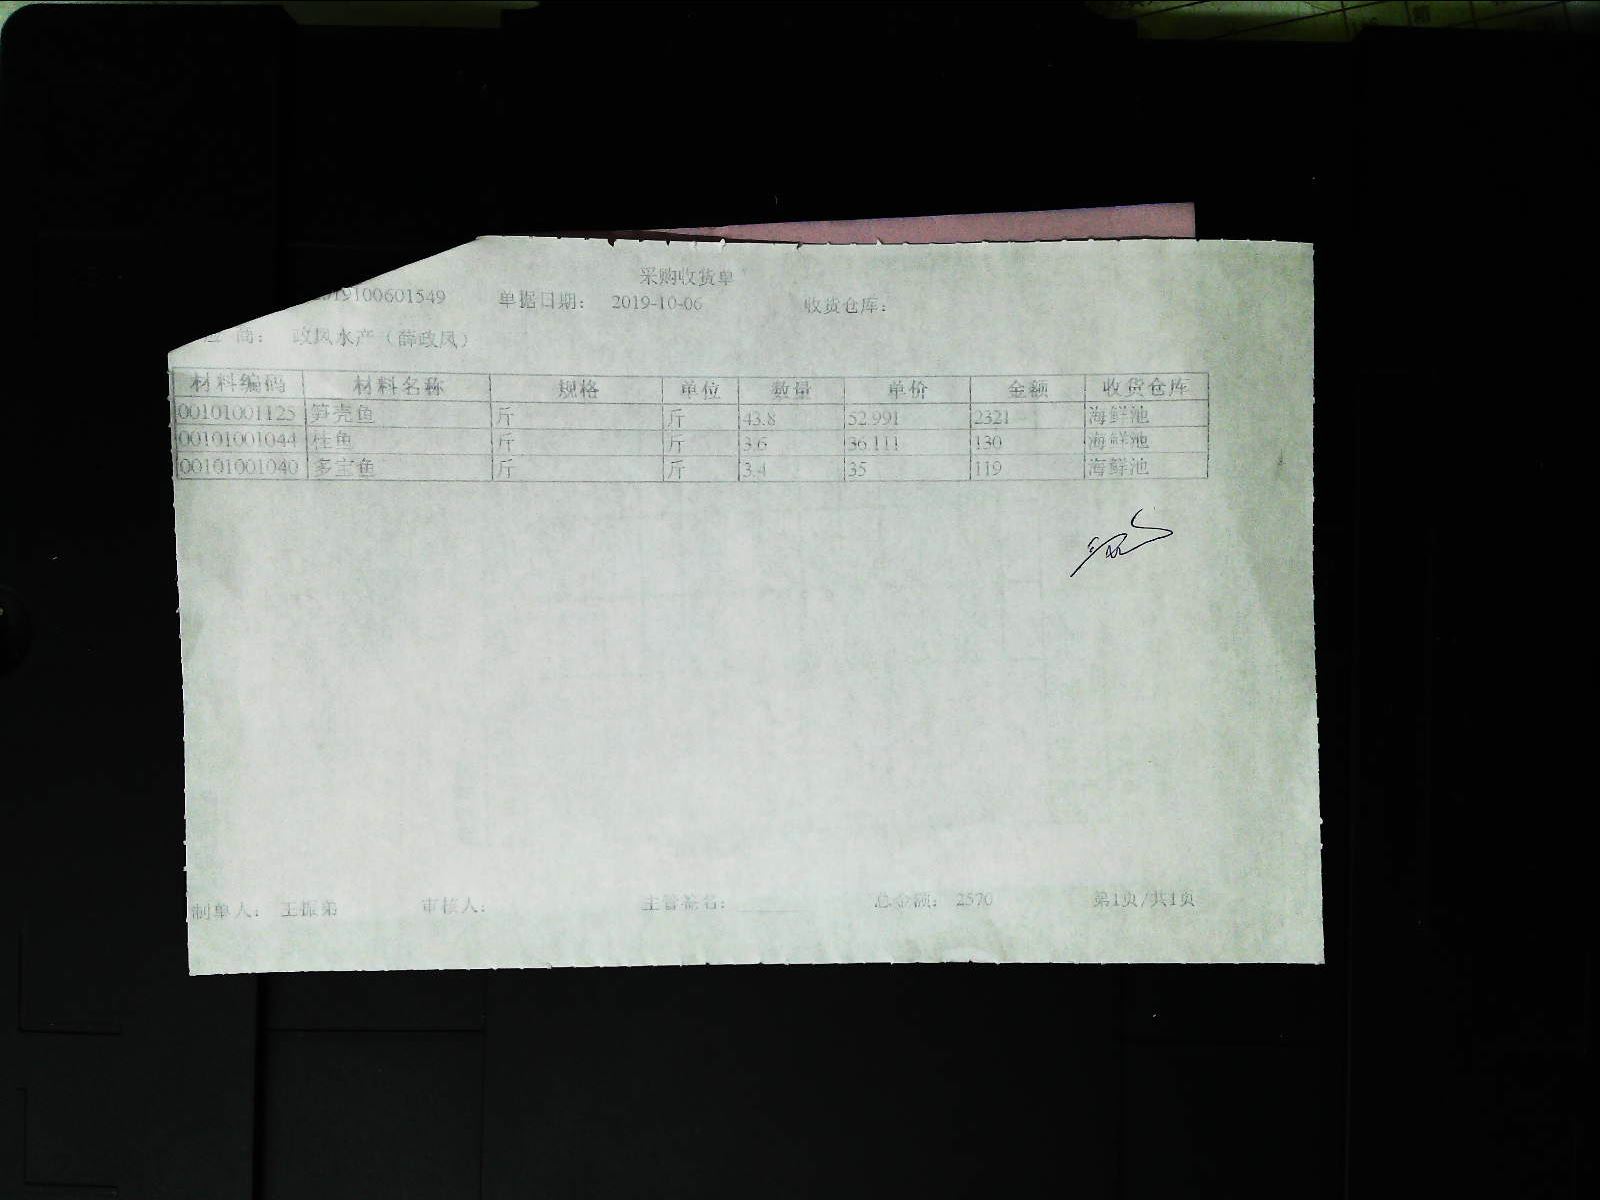 采购收货单
2019100601549 单据日期： 2019-10-06 收货仓库：
应 商： 政凤水产（薛政凤）
材料编码 材料名称 规格 单位 数量 单价 金额 收货仓库
00101001125 笋壳鱼 斤 斤 43.8 52.991 2321 海鲜池
00101001044 桂鱼 斤 斤 3.6 36.111 130 海鲜池
00101001040 多宝鱼 斤 斤 3.4 35 119 海鲜池
制单人： 王振弟 审核人： 主管签名： 总金额： 2570 第1页/共1页